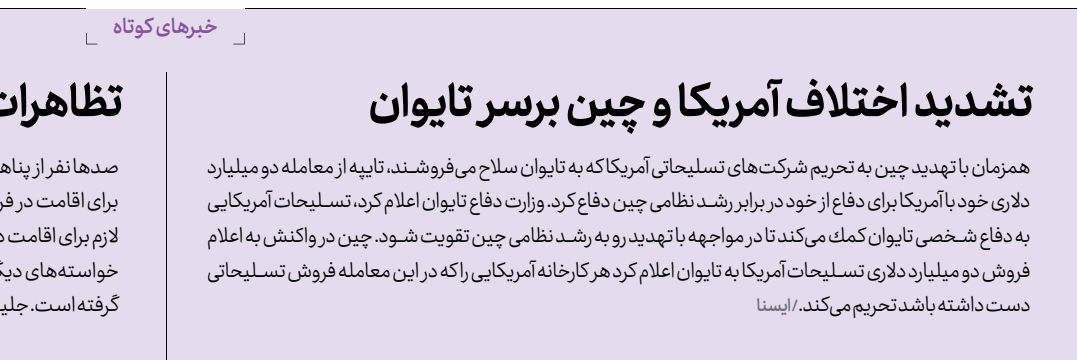 خبرهای کوتاه
تشدید اختلاف آمریکا و چین برسر تایوان
همزمان با تهدید چین به تحریم شرکت‌های تسلیحاتی آمریکا که به تایوان سلاح می‌فروشند، تایپه از معامله دو میلیارد
دلاری خود با آمریکا برای دفاع از خود در برابر رشد نظامی چین دفاع کرد. وزارت دفاع تایوان اعلام کرد، تسلیحات آمریکایی
به دفاع شخصی تایوان كمك می‌کند تا در مواجهه با تهدید رو به رشد نظامی چین تقویت شود. چین در واکنش به اعلام
فروش دو میلیارد دلاری تسلیحات آمریکا به تایوان اعلام کرد هر کارخانه آمریکایی را که در این معامله فروش تسلیحاتی
دست داشته باشد تحریم می‌کند./ایسنا
تظاهرات
صدها نفر از
برای اقامت در
لازم برای اقامت
خواسته‌های
گرفته است.